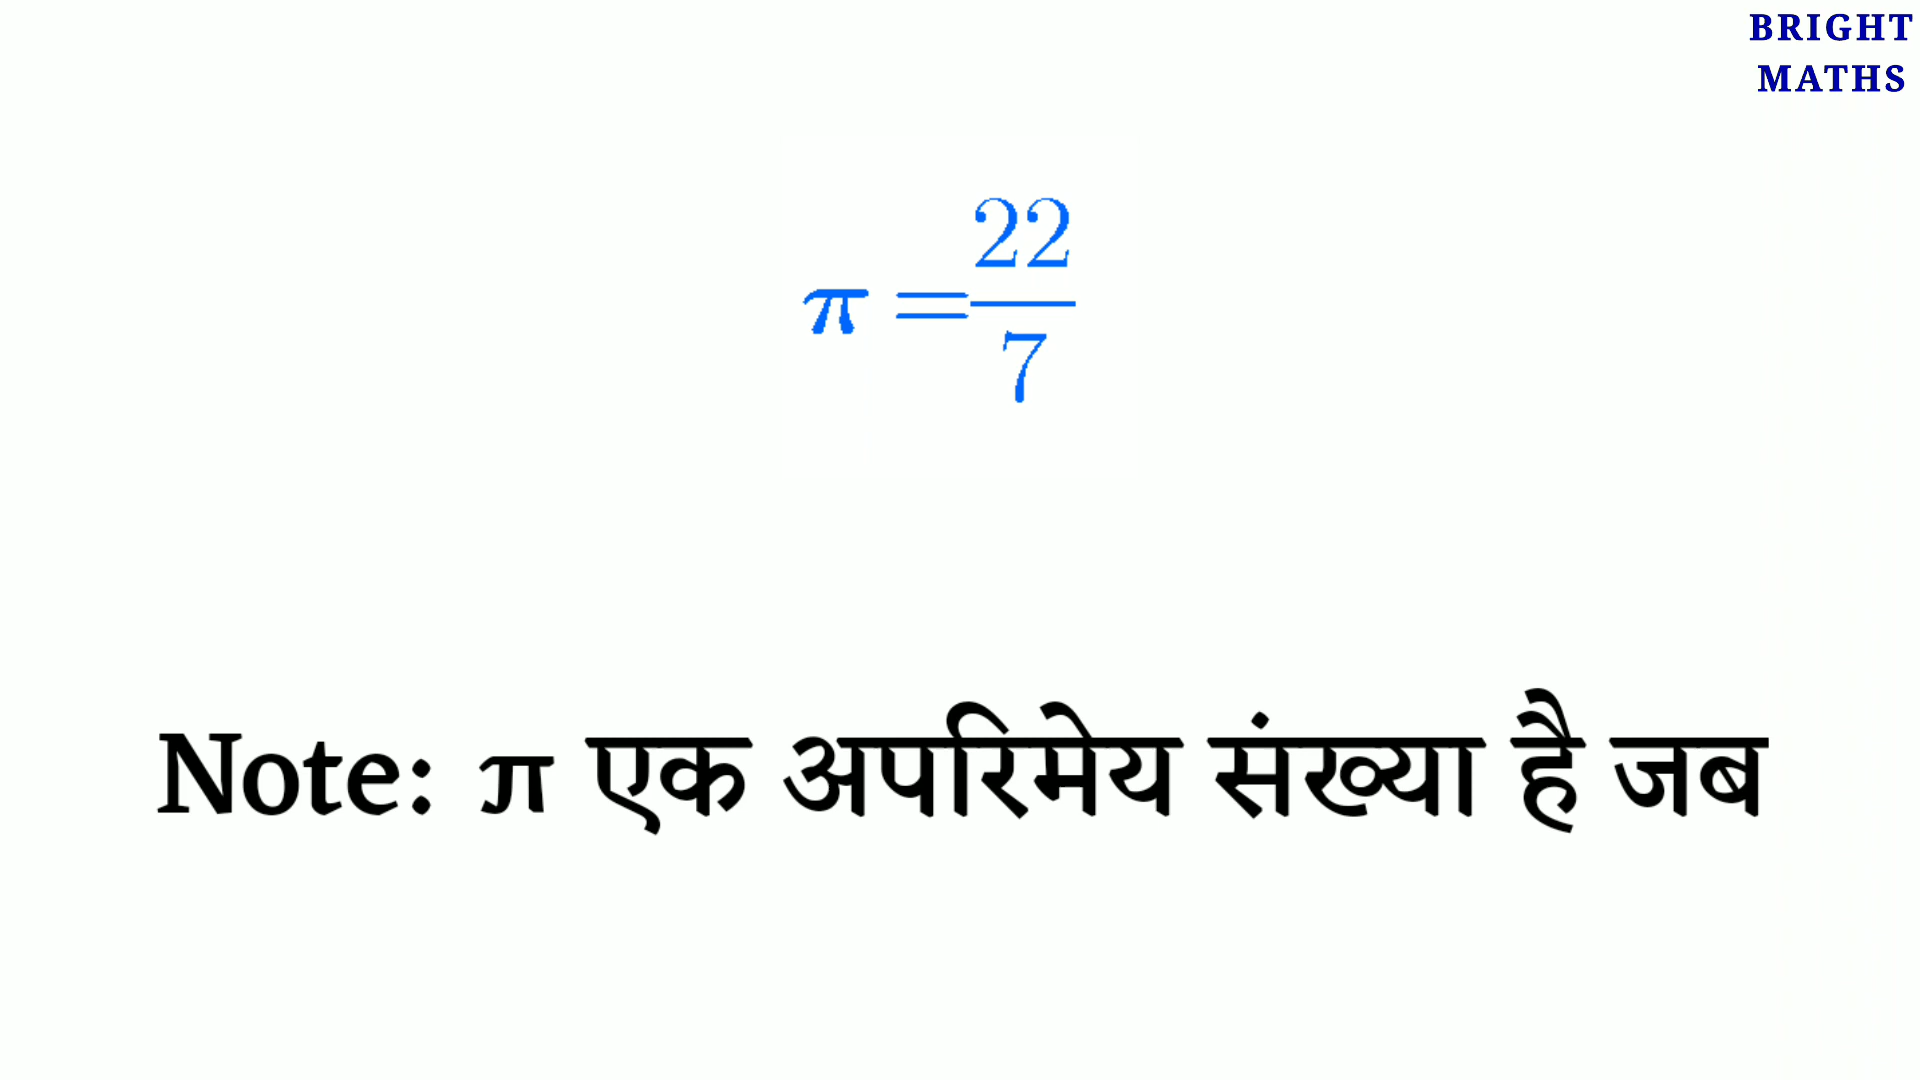 BRIGHT
MATHS
π = 22/7
Note: π एक अपरिमेय संख्या है जब